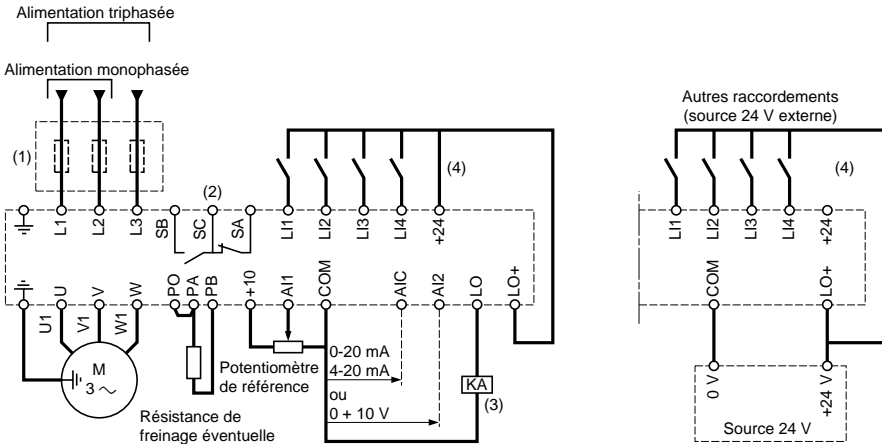 Alimentation triphasée
Alimentation monophasée
(1)
(2)
(4)
L1
L2
L3
SB
SC
SA
LI1
LI2
LI3
LI4
+24
U
V
W
PO
PA
PB
+10
AI1
COM
AIC
AI2
LO
LO+
U1
V1
W1
M
3
Potentiomètre
de référence
0-20 mA
4-20 mA
ou
0 + 10 V
KA
(3)
Résistance de
freinage éventuelle
Autres raccordements
(source 24 V externe)
(4)
LI1
LI2
LI3
LI4
+24
COM
LO+
0 V
+24 V
Source 24 V